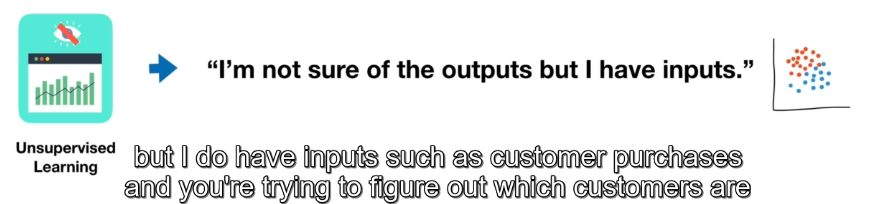 “I’m not sure of the outputs but I have inputs.”
Unsupervised
Learning
but I do have inputs such as customer purchases
and you're trying to figure out which customers are